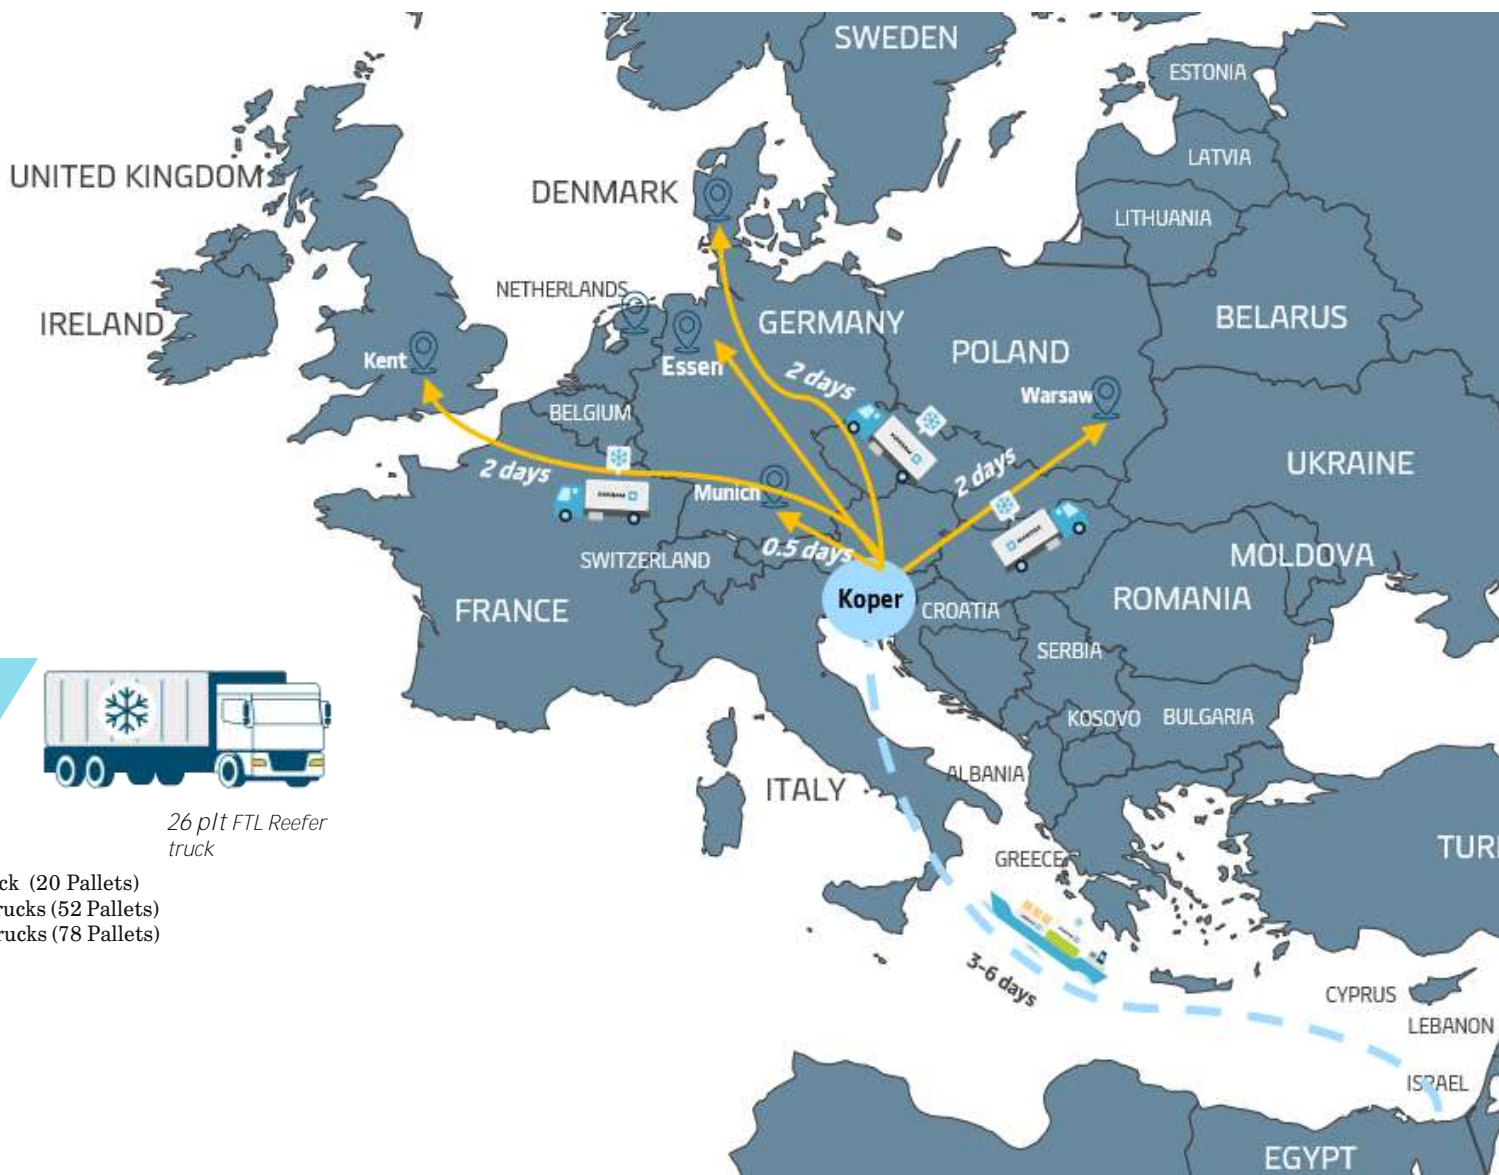 SWEDEN
ESTONIA
LATVIA
UNITED KINGDOM
DENMARK
LITHUANIA
NETHERLANDS
IRELAND
GERMANY
BELARUS
POLAND
Kent
Essen
2 days
Warsaw
BELGIUM
UKRAINE
2 days
2 days
Munich
0.5 days
SWITZERLAND
MOLDOVA
FRANCE
Koper
CROATIA
ROMANIA
SERBIA
KOSOVO
BULGARIA
ITALY
ALBANIA
26 plt FTL Reefer
truck
GREECE
TUR
ck (20 Pallets)
rucks (52 Pallets)
rucks (78 Pallets)
3-6 days
CYPRUS
LEBANON
ISRAEL
EGYPT